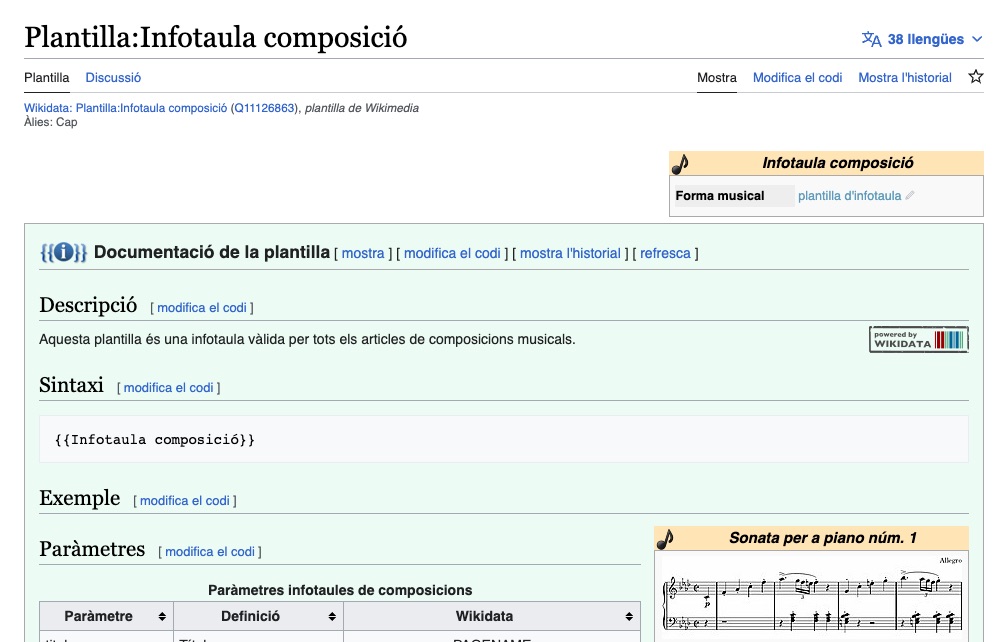 Plantilla:Infotaula composició
38 llengües
Plantilla Discussió Mostra Modifica el codi Mostra l'historial
Wikidata: Plantilla:Infotaula composició (Q11126863), plantilla de Wikimedia
Àlies: Cap
Infotaula composició
Forma musical plantilla d'infotaula
{{i}} Documentació de la plantilla [ mostra ] [ modifica el codi ] [ mostra l'historial ] [ refresca ]
Descripció [ modifica el codi ]
Aquesta plantilla és una infotaula vàlida per tots els articles de composicions musicals.
powered by
WIKIDATA
Sintaxi [ modifica el codi ]
{{Infotaula composició}}
Exemple [ modifica el codi ]
Paràmetres [ modifica el codi ]
Sonata per a piano núm. 1
Allegro
p
3
3
Paràmetres infotaules de composicions
Paràmetre Definició Wikidata
PAGENAME